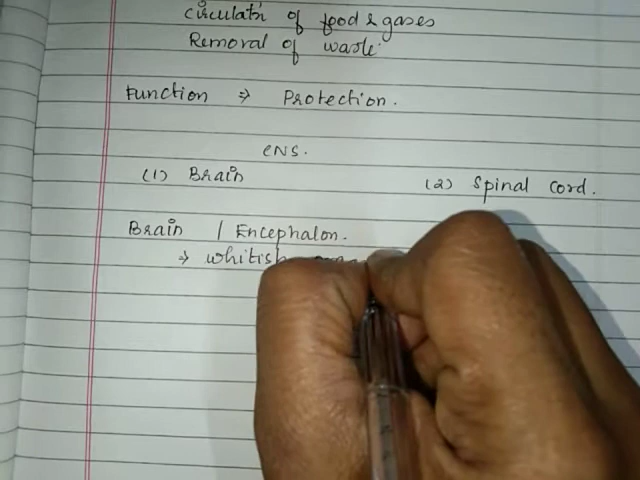 Circulatn of food & gases
Removal of waste
Function ⇒ Protection.
CNS.
(1) Brain (2) Spinal cord.
Brain / Encephalon.
→ whitish